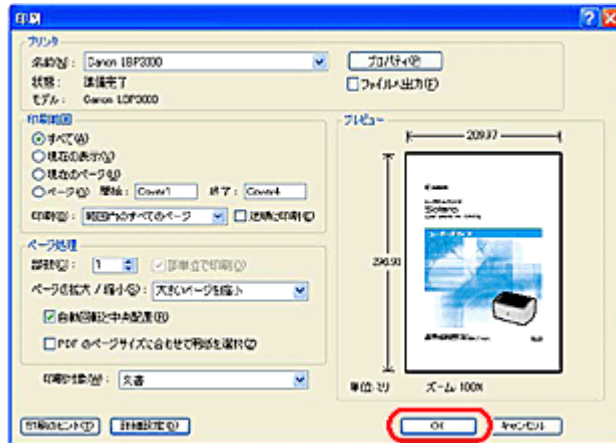 印刷
プリンタ
名前(N): Canon LBP3000 プロパティ(P)
状態: 準備完了 ファイルへ出力(F)
モデル: Canon LBP3000
印刷範囲
すべて(A)
現在の表示(V)
現在のページ(U)
ページ(G) 開始: Cover1 終了: Cover4
印刷(R): 範囲内のすべてのページ 逆順に印刷(E)
ページ処理
部数(C): 1 部単位で印刷(O)
ページの拡大/縮小(S): 大きいページを縮小
自動回転と中央配置(R)
PDF のページサイズに合わせて用紙を選択(Z)
印刷対象(W): 文書
印刷のヒント(T) 詳細設定(D)
プレビュー
209.97
296.93
Canon
単位: ミリ ズーム: 100%
OK キャンセル